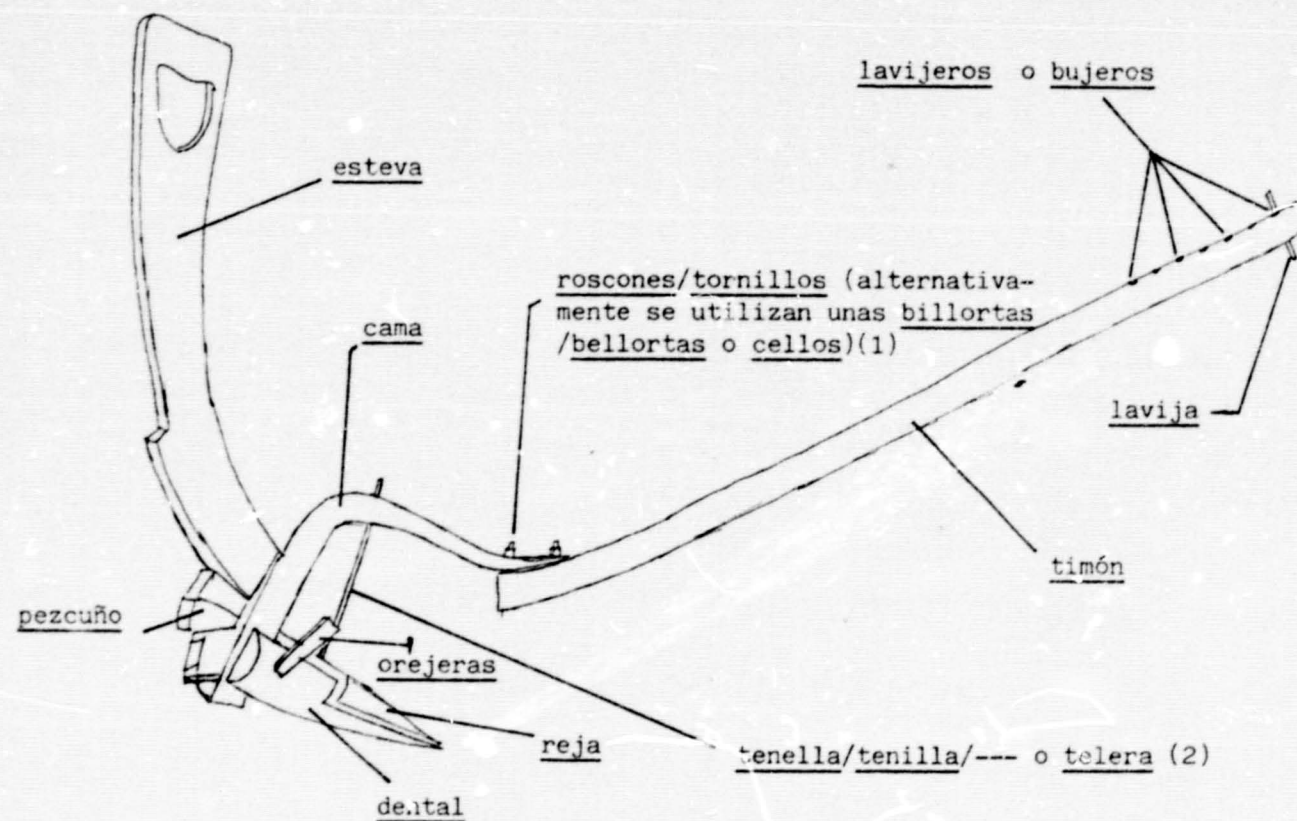 lavijeros o bujeros
esteva
roscones/tornillos (alternativa-
mente se utilizan unas billortas
/bellortas o cellos)(1)
cama
lavija
timón
pezcuño
orejeras
reja
tenella/tenilla/--- o telera (2)
dental